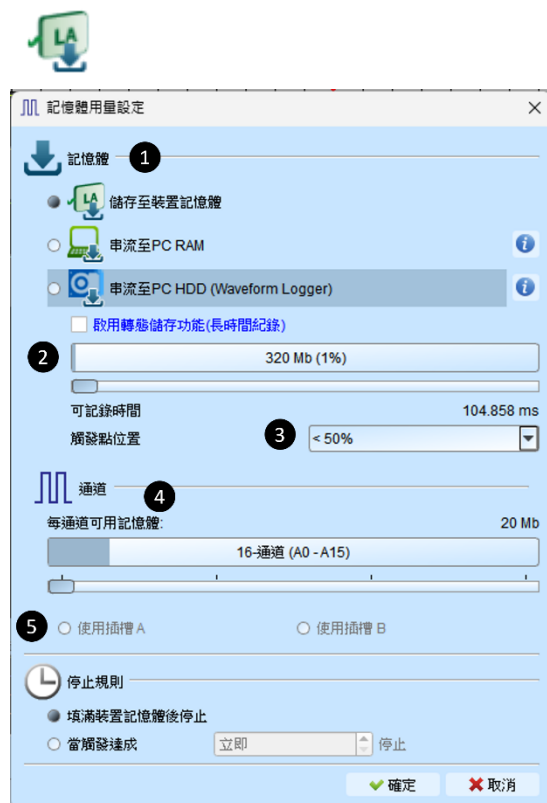 LA
記憶體用量設定
記憶體 1
LA 儲存至裝置記憶體
串流至PC RAM i
串流至PC HDD (Waveform Logger) i
啟用轉態儲存功能(長時間紀錄)
2 320 Mb (1%)
可記錄時間 104.858 ms
觸發點位置 3 < 50%
通道 4
每通道可用記憶體: 20 Mb
16-通道 (A0 - A15)
5 使用插槽 A 使用插槽 B
停止規則
填滿裝置記憶體後停止
當觸發達成 立即 停止
確定 取消